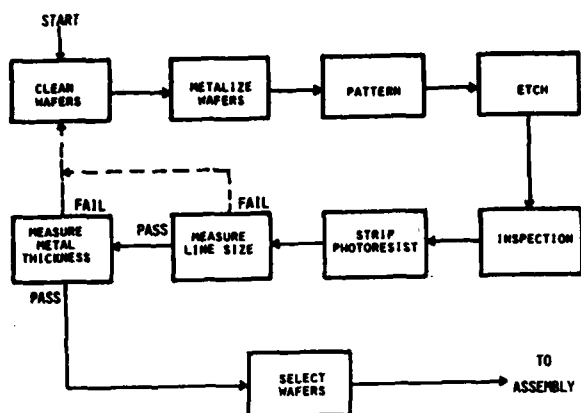 START
CLEAN
WAFERS
METALIZE
WAFERS
PATTERN
ETCH
FAIL
FAIL
MEASURE
METAL
THICKNESS
PASS
MEASURE
LINE SIZE
STRIP
PHOTORESIST
INSPECTION
PASS
SELECT
WAFERS
TO
ASSEMBLY